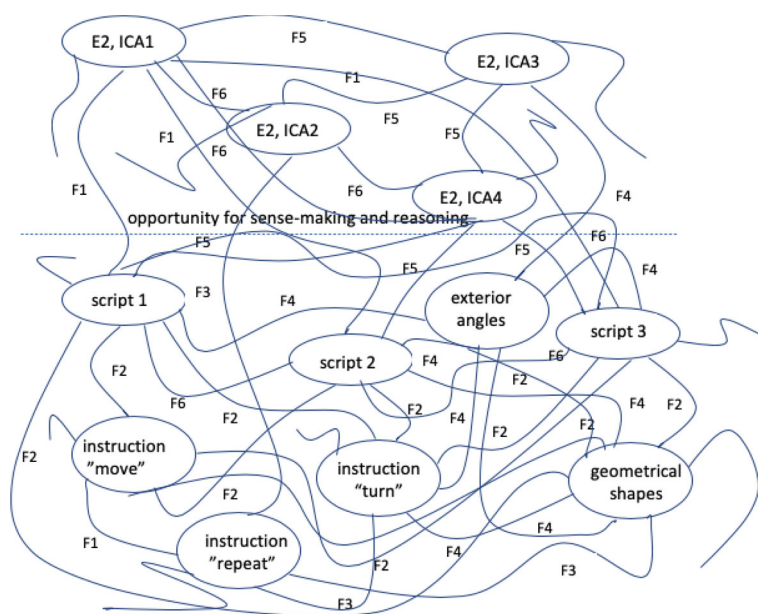 E2, ICA1
F5
E2, ICA3
F6
F1
E2, ICA2
F5
F1
F6
F5
F1
F6
E2, ICA4
F4
opportunity for sense-making and reasoning
F5
F5
F6
F5
F4
script 1
F3
F4
exterior
angles
script 3
script 2
F4
F6
F2
F2
F6
F2
F2
F4
F4
F2
F2
instruction
"move"
F2
instruction
"turn"
geometrical
shapes
F2
F4
F1
instruction
"repeat"
F2
F4
F3
F3